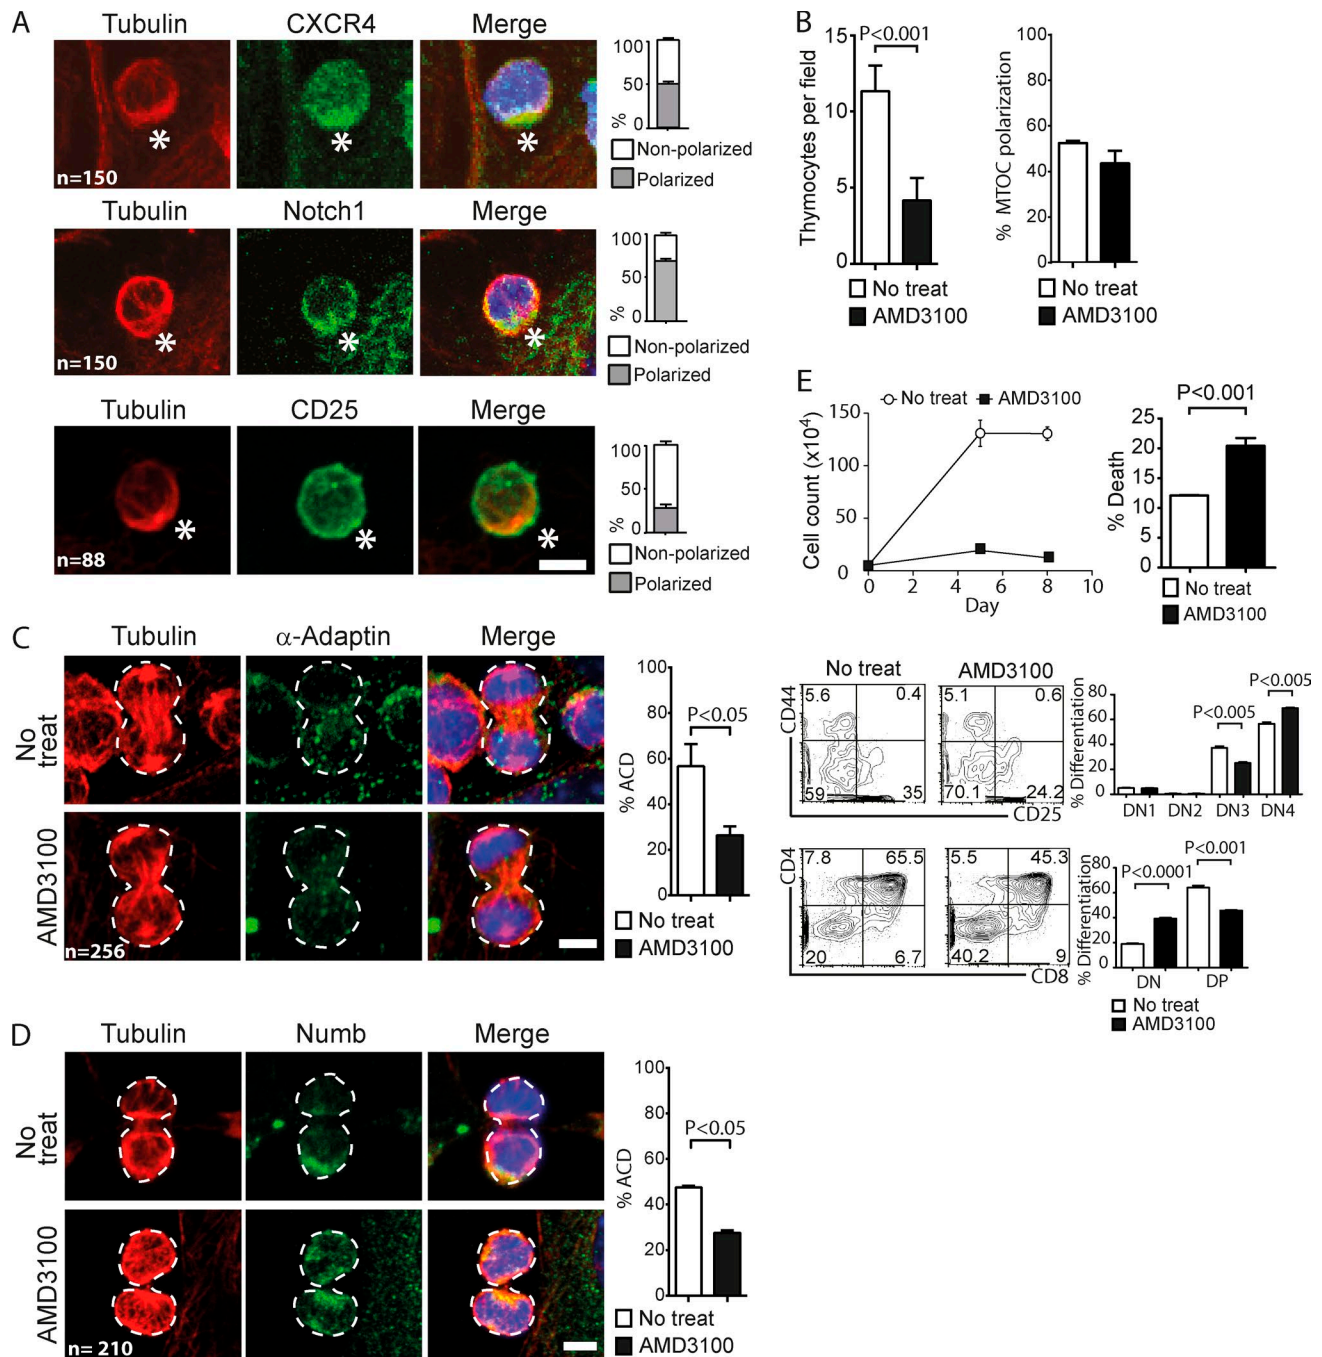 A
Tubulin CXCR4 Merge
n=150
100
50
%
0
Non-polarized
Polarized
Tubulin Notch1 Merge
n=150
100
50
%
0
Non-polarized
Polarized
Tubulin CD25 Merge
n=88
100
50
%
0
Non-polarized
Polarized
B
P<0.001
Thymocytes per field
15
10
5
0
No treat
AMD3100
% MTOC polarization
100
80
60
40
20
0
No treat
AMD3100
C
Tubulin α-Adaptin Merge
No treat
AMD3100
n=256
% ACD
100
80
60
40
20
0
P<0.05
No treat
AMD3100
D
Tubulin Numb Merge
No treat
AMD3100
n= 210
% ACD
100
80
60
40
20
0
P<0.05
No treat
AMD3100
E
No treat AMD3100
Cell count (x10⁴)
150
100
50
0
0 2 4 6 8 10
Day
P<0.001
% Death
25
20
15
10
5
0
No treat
AMD3100
No treat AMD3100
CD44
5.6 0.4 5.1 0.6
59 35 70.1 24.2
CD25
% Differentiation
80
60
40
20
0
P<0.005
P<0.005
DN1 DN2 DN3 DN4
CD4
7.8 65.5 5.5 45.3
20 6.7 40.2 9
CD8
% Differentiation
80
60
40
20
0
P<0.0001
P<0.001
DN DP
No treat
AMD3100